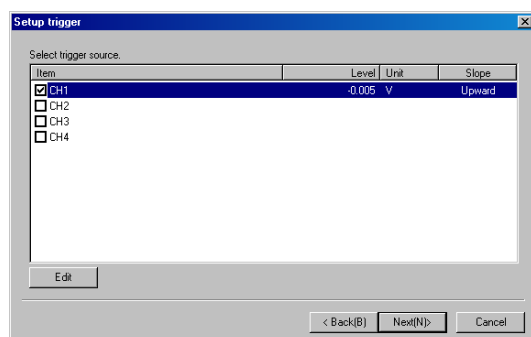 Setup trigger
Select trigger source.
Item Level Unit Slope
CH1 -0.005 V Upward
CH2
CH3
CH4
Edit
< Back(B) Next(N)> Cancel